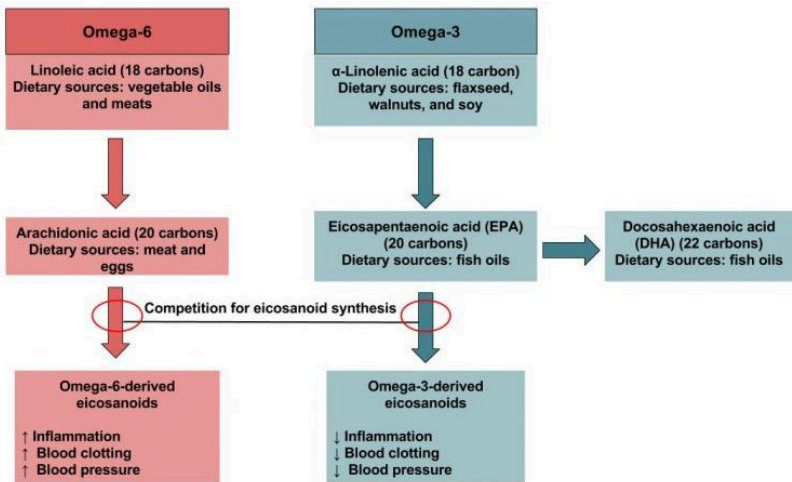 Omega-6
Linoleic acid (18 carbons)
Dietary sources: vegetable oils
and meats
Arachidonic acid (20 carbons)
Dietary sources: meat and
eggs
Omega-3
α-Linolenic acid (18 carbon)
Dietary sources: flaxseed,
walnuts, and soy
Eicosapentaenoic acid (EPA)
(20 carbons)
Dietary sources: fish oils
Docosahexaenoic acid
(DHA) (22 carbons)
Dietary sources: fish oils
Competition for eicosanoid synthesis
Omega-6-derived
eicosanoids
↑ Inflammation
↑ Blood clotting
↑ Blood pressure
Omega-3-derived
eicosanoids
↓ Inflammation
↓ Blood clotting
↓ Blood pressure